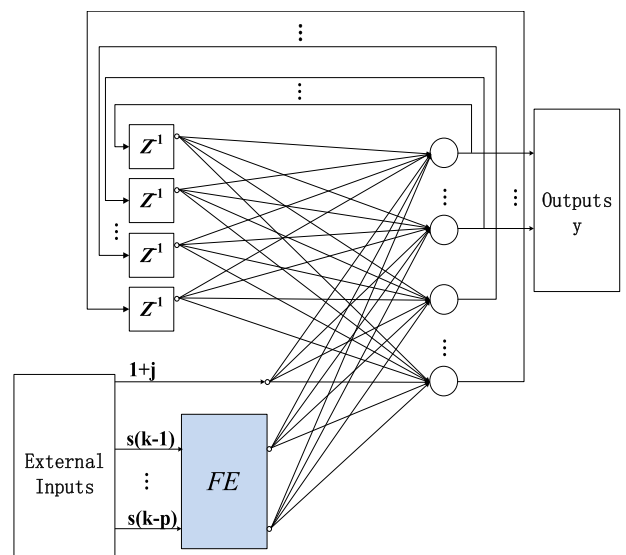 Z-1
Z-1
Z-1
Z-1
Outputs
y
1+j
External
Inputs
s(k-1)
s(k-p)
FE